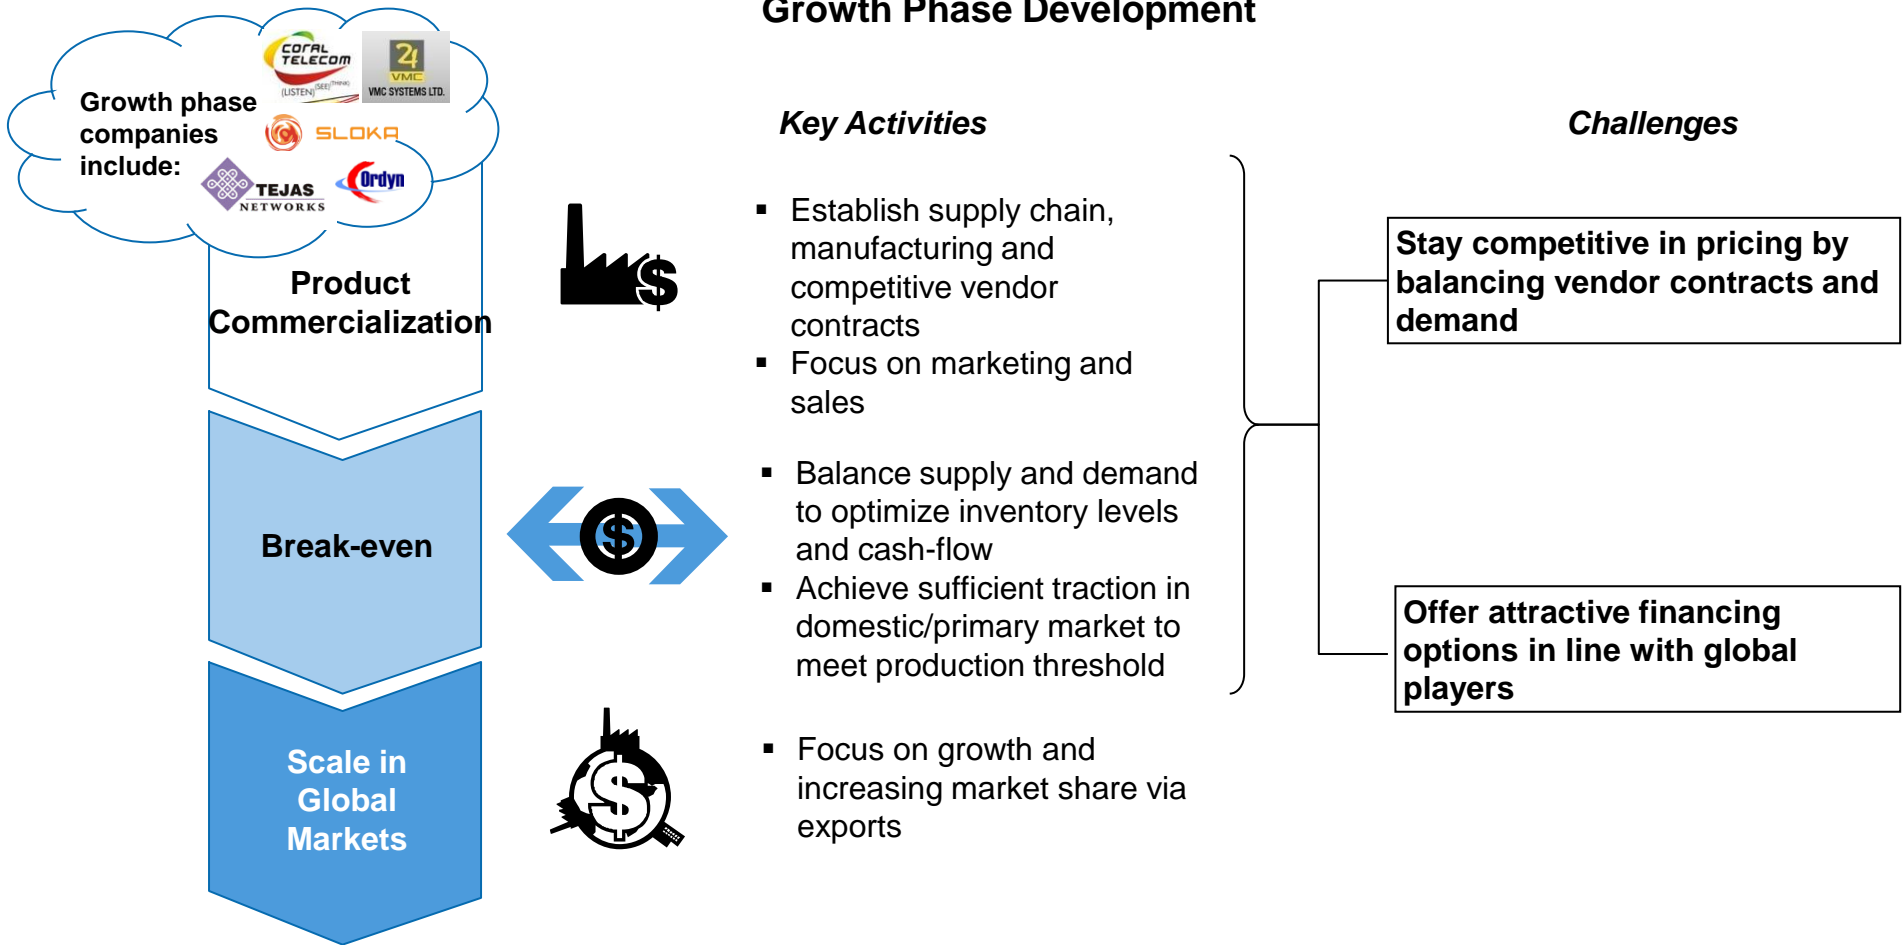 Growth Phase Development
CORAL
TELECOM
(LISTEN)(SEE)(THINK)
24
VMC
VMC SYSTEMS LTD.
Growth phase
companies
include:
SLOKA
TEJAS
NETWORKS
Ordyn
Key Activities
Challenges
Product
Commercialization
$
▪ Establish supply chain,
manufacturing and
competitive vendor
contracts
▪ Focus on marketing and
sales
Stay competitive in pricing by
balancing vendor contracts and
demand
Break-even
$
▪ Balance supply and demand
to optimize inventory levels
and cash-flow
▪ Achieve sufficient traction in
domestic/primary market to
meet production threshold
Offer attractive financing
options in line with global
players
Scale in
Global
Markets
$
▪ Focus on growth and
increasing market share via
exports